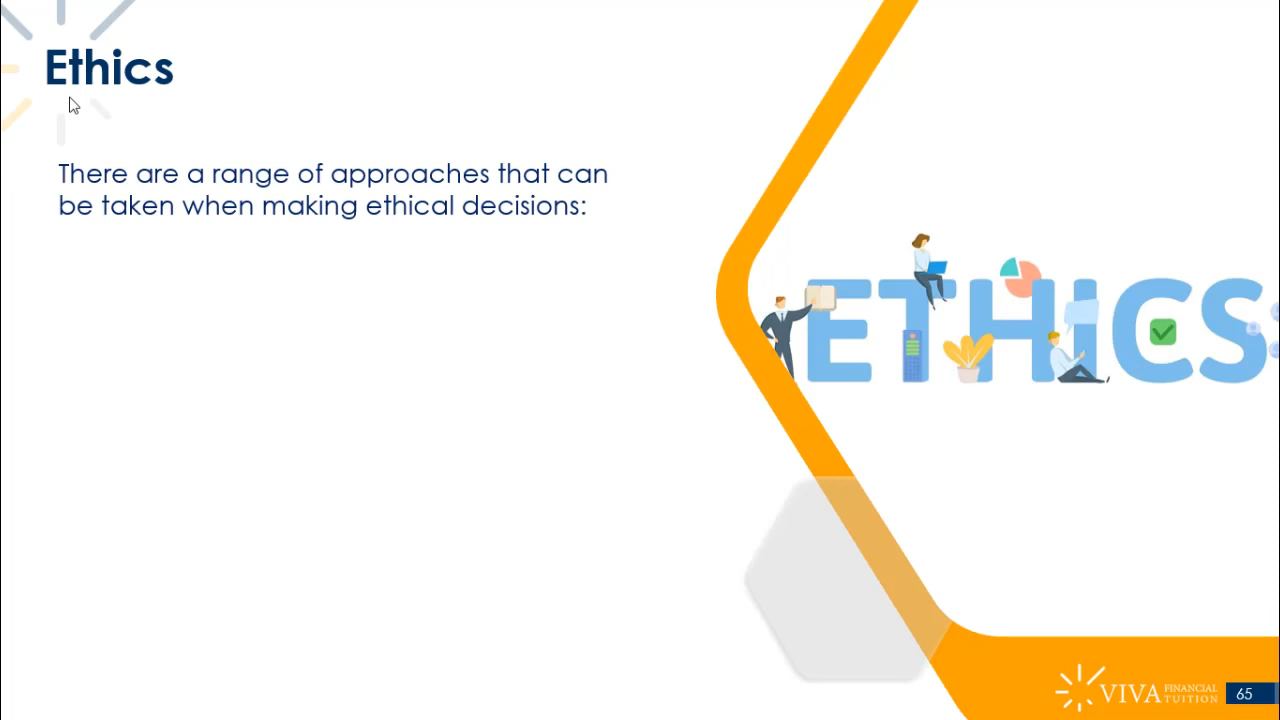 Ethics
There are a range of approaches that can
be taken when making ethical decisions:
ETHICS
VIVA FINANCIAL TUITION
65